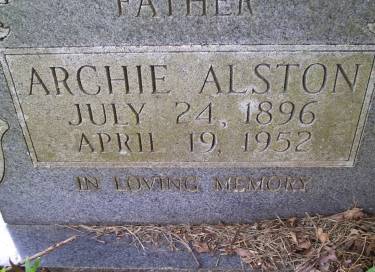 FATHER
ARCHIE ALSTON
JULY 24, 1896
APRIL 19, 1952
IN LOVING MEMORY